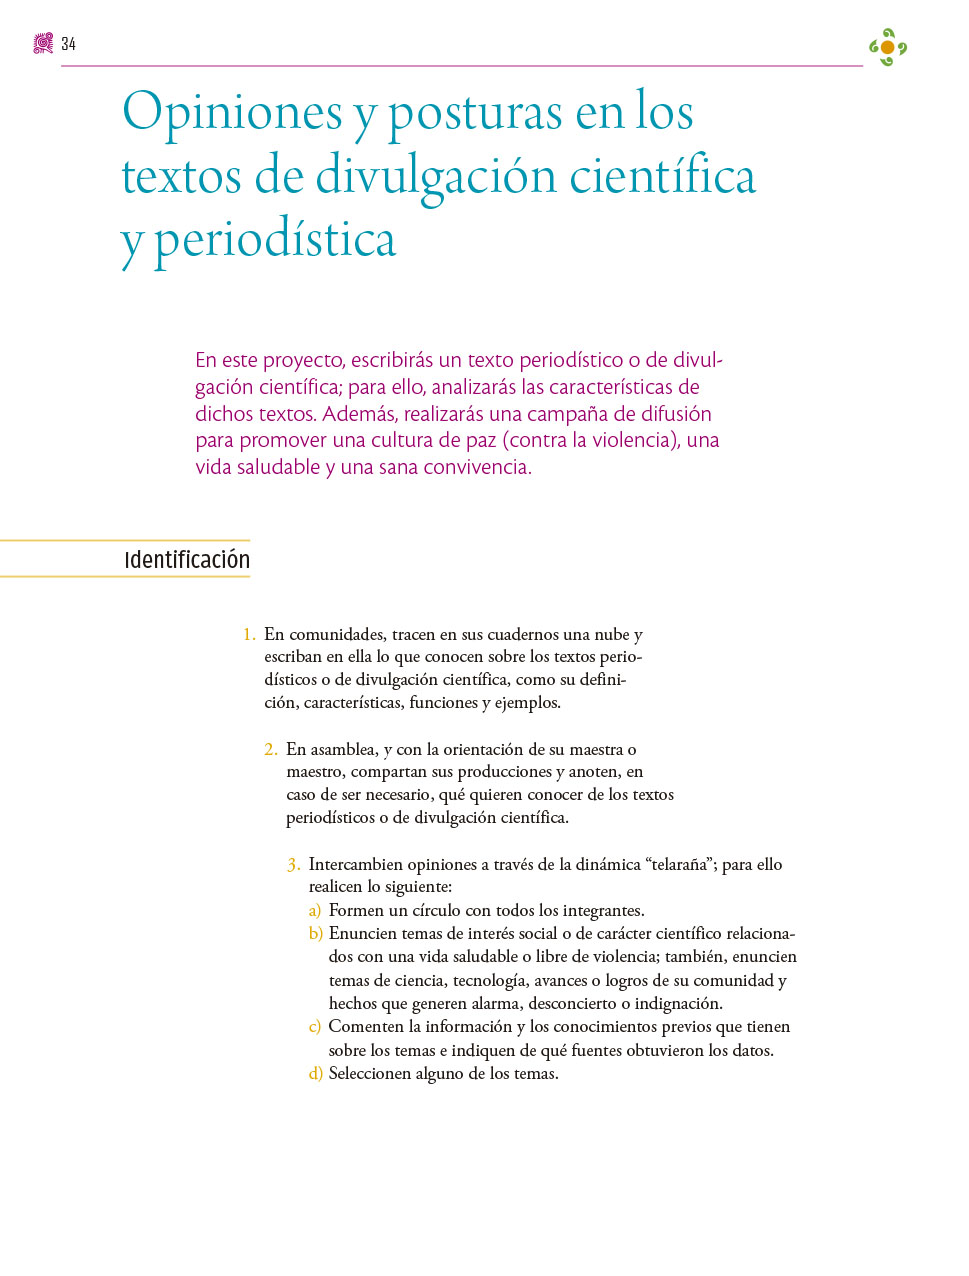 34
Opiniones y posturas en los
textos de divulgación científica
y periodística
En este proyecto, escribirás un texto periodístico o de divul-
gación científica; para ello, analizarás las características de
dichos textos. Además, realizarás una campaña de difusión
para promover una cultura de paz (contra la violencia), una
vida saludable y una sana convivencia.
Identificación
1. En comunidades, tracen en sus cuadernos una nube y
escriban en ella lo que conocen sobre los textos perio-
dísticos o de divulgación científica, como su defini-
ción, características, funciones y ejemplos.
2. En asamblea, y con la orientación de su maestra o
maestro, compartan sus producciones y anoten, en
caso de ser necesario, qué quieren conocer de los textos
periodísticos o de divulgación científica.
3. Intercambien opiniones a través de la dinámica “telaraña”; para ello
realicen lo siguiente:
a) Formen un círculo con todos los integrantes.
b) Enuncien temas de interés social o de carácter científico relaciona-
dos con una vida saludable o libre de violencia; también, enuncien
temas de ciencia, tecnología, avances o logros de su comunidad y
hechos que generen alarma, desconcierto o indignación.
c) Comenten la información y los conocimientos previos que tienen
sobre los temas e indiquen de qué fuentes obtuvieron los datos.
d) Seleccionen alguno de los temas.